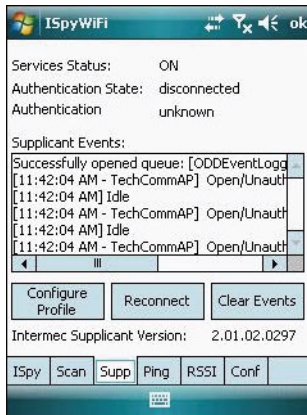 ISpyWiFi ok
Services Status: ON
Authentication State: disconnected
Authentication unknown
Supplicant Events:
Successfully opened queue: [ODDEventLogg
[11:42:04 AM - TechCommAP] Open/Unauth
[11:42:04 AM] Idle
[11:42:04 AM - TechCommAP] Open/Unauth
[11:42:04 AM] Idle
[11:42:04 AM - TechCommAP] Open/Unauth
Configure Profile Reconnect Clear Events
Intermec Supplicant Version: 2.01.02.0297
ISpy Scan Supp Ping RSSI Conf